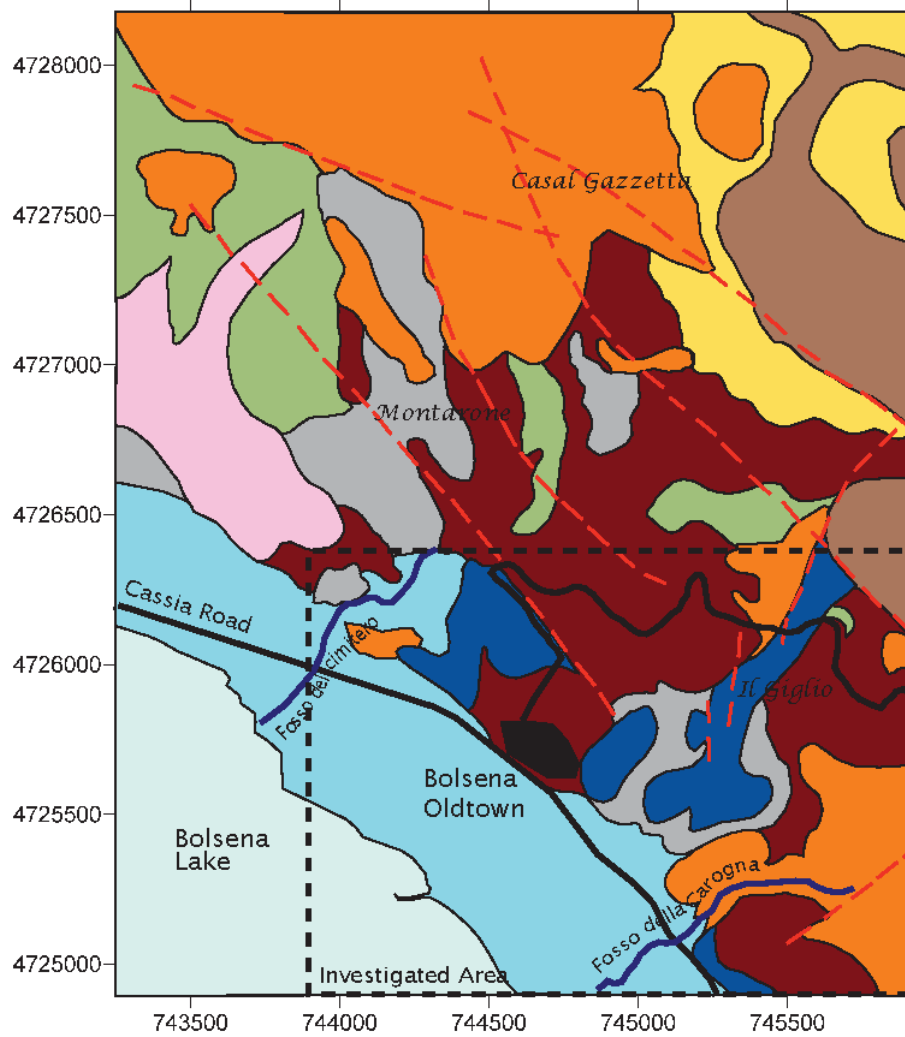 4728000
Casal Gazzetta
4727500
4727000
Montarone
4726500
Cassia Road
Fosso del cimitero
4726000
Il Giglio
Bolsena
Oldtown
4725500
Bolsena
Lake
Fosso della Carogna
4725000
Investigated Area
743500
744000
744500
745000
745500